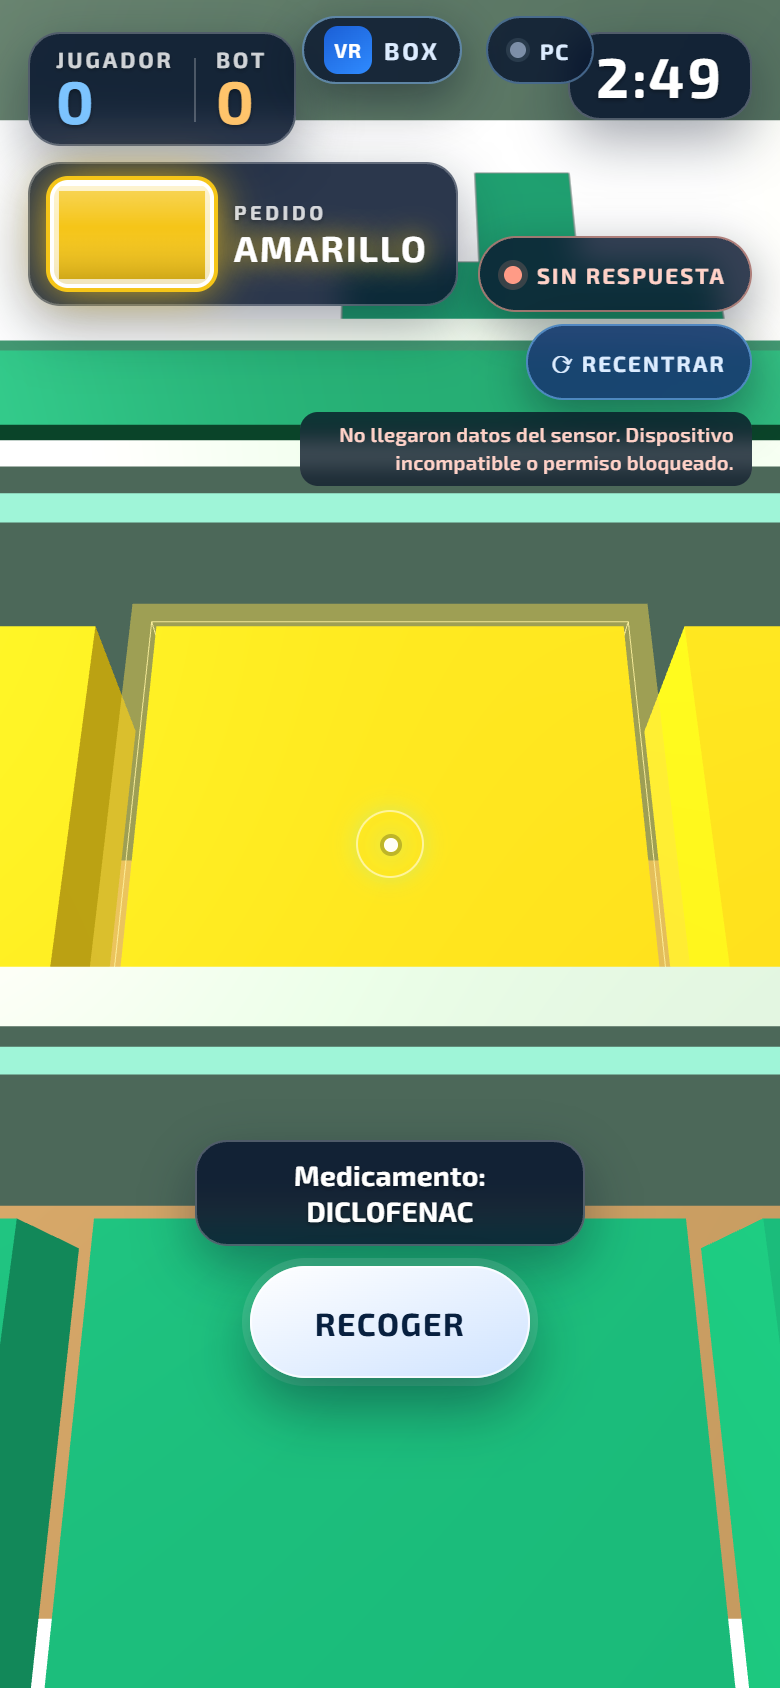 JUGADOR
0
BOT
0
VR BOX
PC
2:49
PEDIDO
AMARILLO
SIN RESPUESTA
⟳ RECENTRAR
No llegaron datos del sensor. Dispositivo
incompatible o permiso bloqueado.
Medicamento:
DICLOFENAC
RECOGER